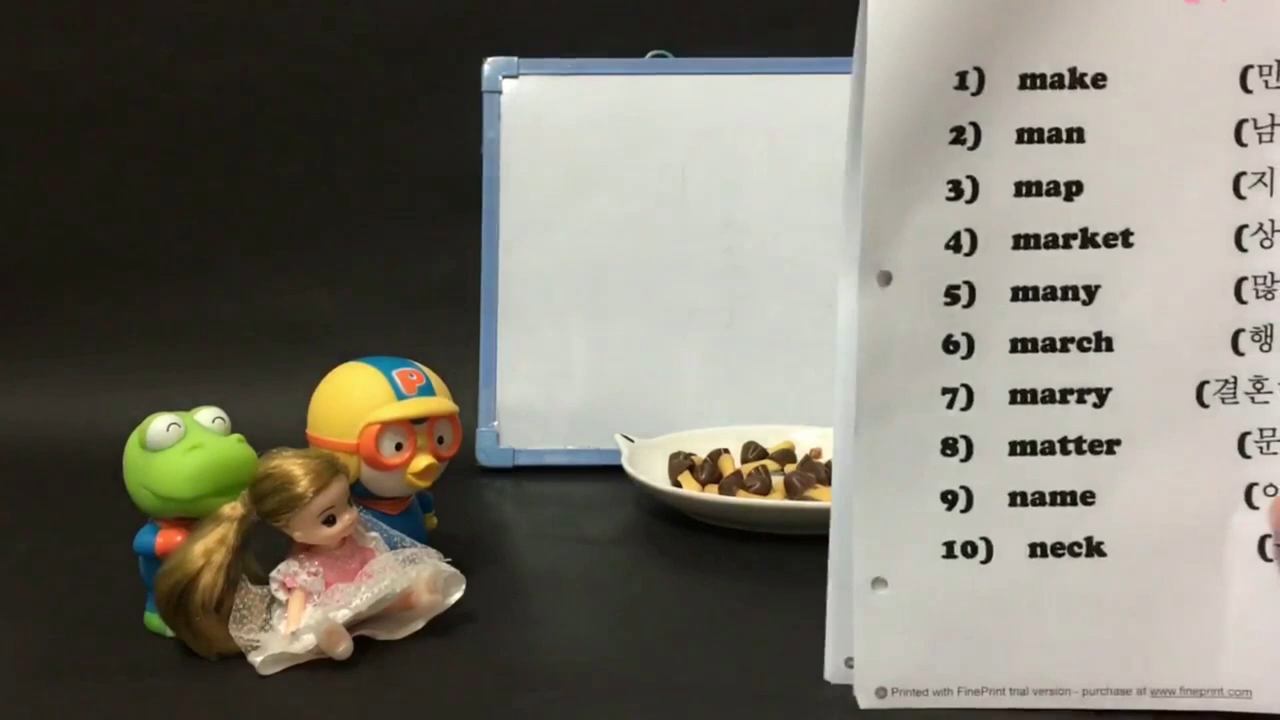 P
1) make (만
2) man (남
3) map (지
4) market (상
5) many (많
6) march (행
7) marry (결혼
8) matter (문
9) name (이
10) neck (
Printed with FinePrint trial version - purchase at www.fineprint.com